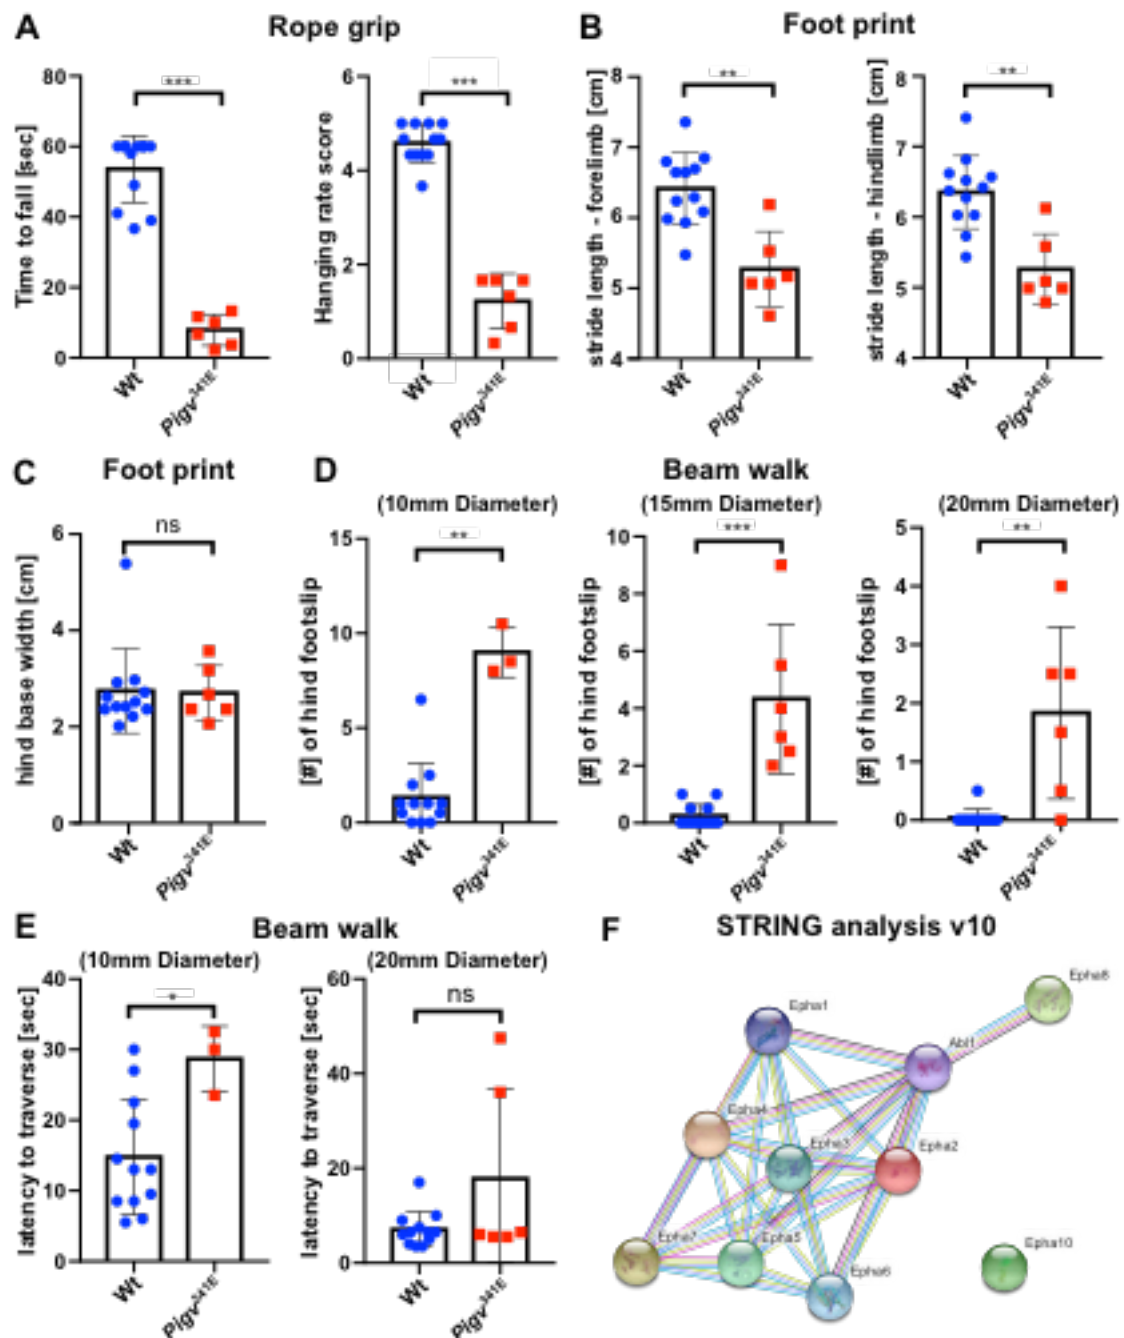 A
Rope grip
Time to fall [sec]
80
60
40
20
0
***
Wt
Pigv³⁴¹ᴱ
Hanging rate score
6
4
2
0
***
Wt
Pigv³⁴¹ᴱ
B
Foot print
stride length - forelimb [cm]
8
7
6
5
4
**
Wt
Pigv³⁴¹ᴱ
stride length - hindlimb [cm]
8
7
6
5
4
**
Wt
Pigv³⁴¹ᴱ
C
Foot print
hind base width [cm]
6
4
2
0
ns
Wt
Pigv³⁴¹ᴱ
D
Beam walk
(10mm Diameter)
[#] of hind footslip
15
10
5
0
**
Wt
Pigv³⁴¹ᴱ
(15mm Diameter)
[#] of hind footslip
10
8
6
4
2
0
***
Wt
Pigv³⁴¹ᴱ
(20mm Diameter)
[#] of hind footslip
5
4
3
2
1
0
**
Wt
Pigv³⁴¹ᴱ
E
Beam walk
(10mm Diameter)
latency to traverse [sec]
40
30
20
10
0
*
Wt
Pigv³⁴¹ᴱ
(20mm Diameter)
latency to traverse [sec]
60
40
20
0
ns
Wt
Pigv³⁴¹ᴱ
F
STRING analysis v10
Epha8
Epha1
Abl1
Epha4
Epha3
Epha2
Epha7
Epha5
Epha6
Epha10